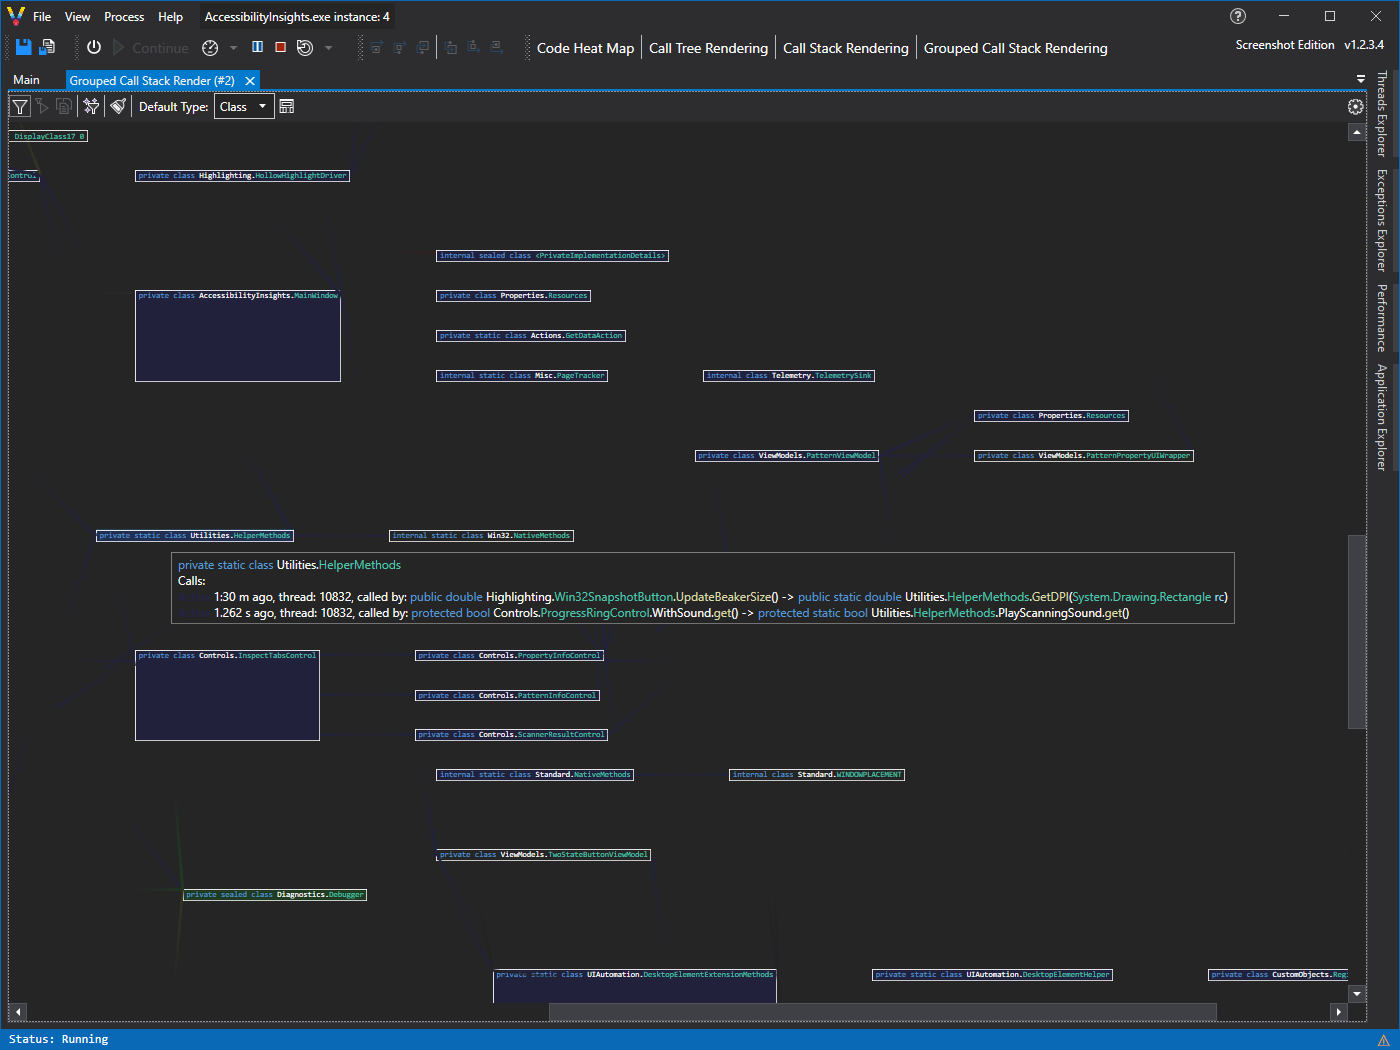 File View Process Help AccessibilityInsights.exe instance: 4
Continue Code Heat Map Call Tree Rendering Call Stack Rendering Grouped Call Stack Rendering Screenshot Edition v1.2.3.4
Main Grouped Call Stack Render (#2)
Default Type: Class
Threads Explorer
Exceptions Explorer
Performance
Application Explorer
DisplayClass17 0
private class Highlighting.HollowHighlightDriver
internal sealed class <PrivateImplementationDetails>
private class AccessibilityInsights.MainWindow
private class Properties.Resources
private static class Actions.GetDataAction
internal static class Misc.PageTracker
internal class Telemetry.TelemetrySink
private class Properties.Resources
private class ViewModels.PatternViewModel
private class ViewModels.PatternPropertyUIWrapper
private static class Utilities.HelperMethods
internal static class Win32.NativeMethods
private static class Utilities.HelperMethods
Calls:
1:30 m ago, thread: 10832, called by: public double Highlighting.Win32SnapshotButton.UpdateBeakerSize() -> public static double Utilities.HelperMethods.GetDPI(System.Drawing.Rectangle rc)
1.262 s ago, thread: 10832, called by: protected bool Controls.ProgressRingControl.WithSound.get() -> protected static bool Utilities.HelperMethods.PlayScanningSound.get()
private class Controls.InspectTabsControl
private class Controls.PropertyInfoControl
private class Controls.PatternInfoControl
private class Controls.ScannerResultControl
internal static class Standard.NativeMethods
internal class Standard.WINDOWPLACEMENT
private class ViewModels.TwoStateButtonViewModel
private sealed class Diagnostics.Debugger
private static class UIAutomation.DesktopElementExtensionMethods
private static class UIAutomation.DesktopElementHelper
private class CustomObjects.Reg
Status: Running